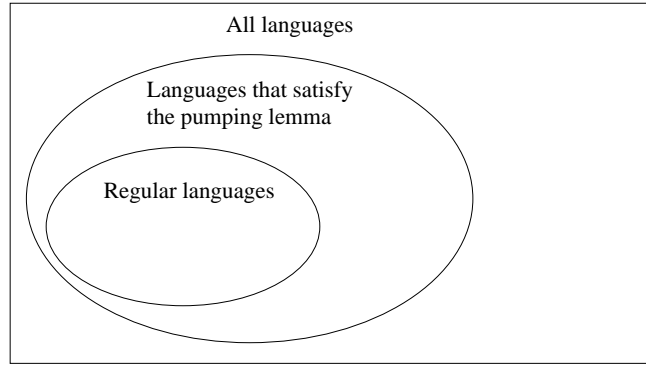 All languages
Languages that satisfy
the pumping lemma
Regular languages